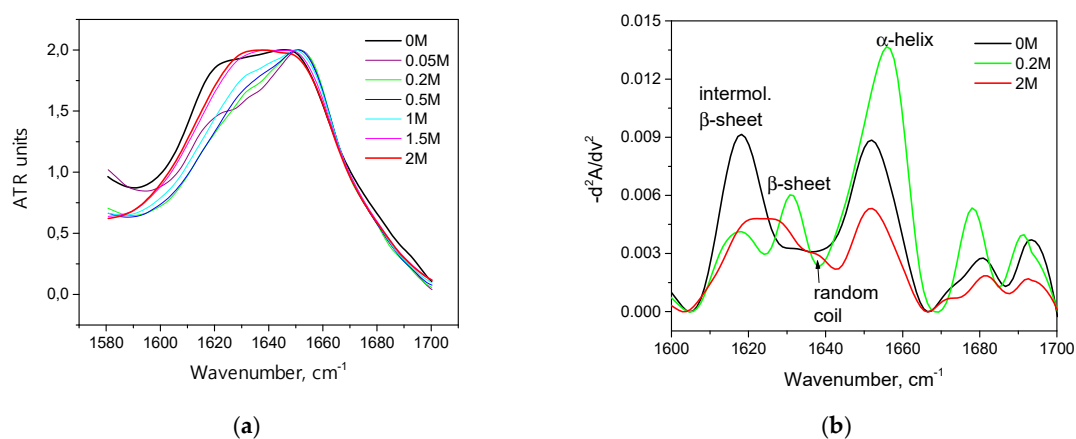 2,0
1,5
1,0
0,5
0,0
ATR units
1580 1600 1620 1640 1660 1680 1700
Wavenumber, cm-1
0M
0.05M
0.2M
0.5M
1M
1.5M
2M
(a)
0.015
0.012
0.009
0.006
0.003
0.000
-d²A/dv²
1600 1620 1640 1660 1680 1700
Wavenumber, cm-1
intermol.
β-sheet
β-sheet
α-helix
random
coil
0M
0.2M
2M
(b)